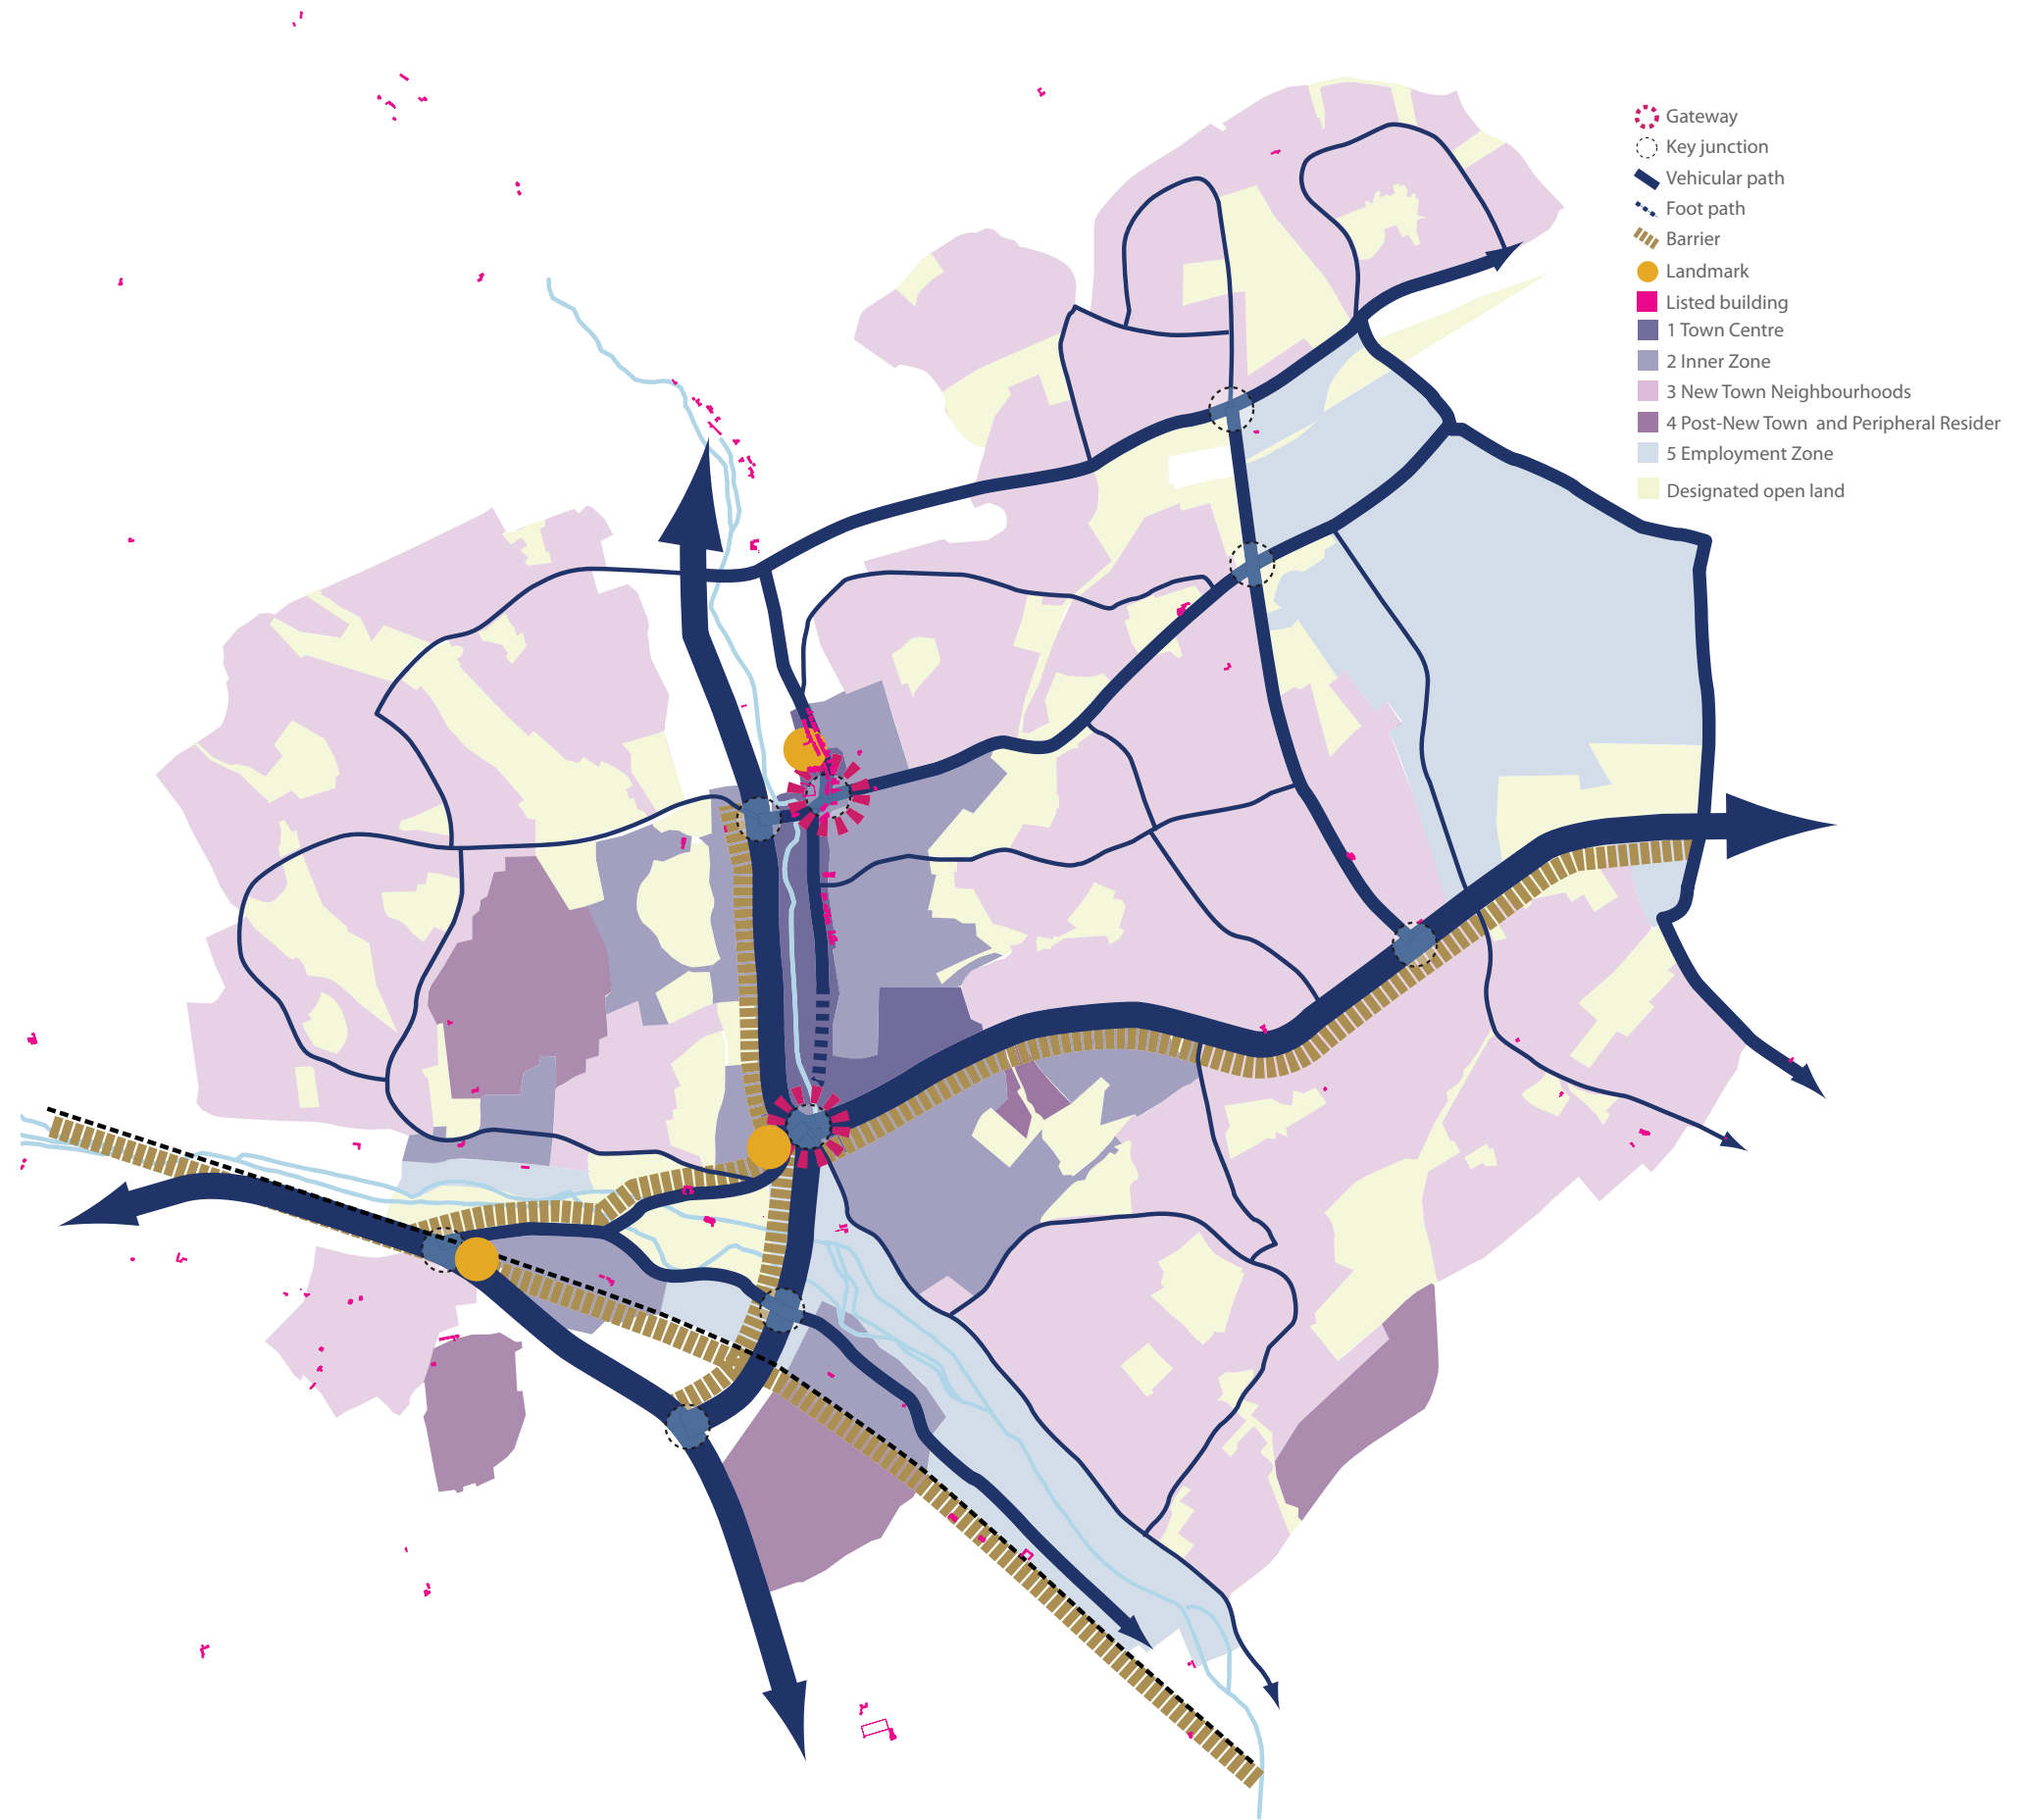 Gateway
Key junction
Vehicular path
Foot path
Barrier
Landmark
Listed building
1 Town Centre
2 Inner Zone
3 New Town Neighbourhoods
4 Post-New Town and Peripheral Resider
5 Employment Zone
Designated open land